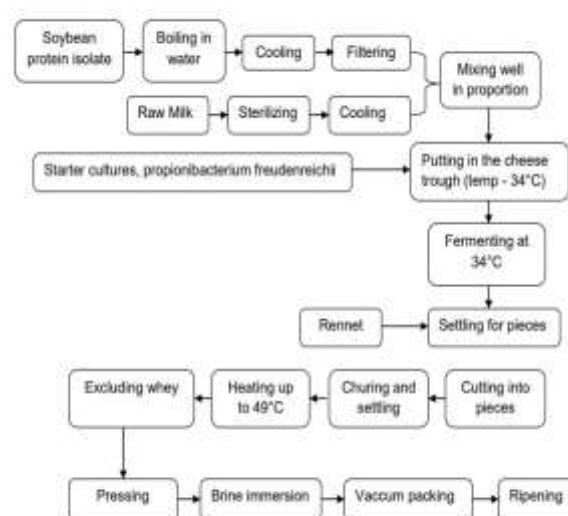 Soybean
protein isolate
Boiling in
water
Cooling
Filtering
Mixing well
in proportion
Raw Milk
Sterilizing
Cooling
Starter cultures, propionibacterium freudenreichii
Putting in the cheese
trough (temp - 34°C)
Fermenting at
34°C
Rennet
Settling for pieces
Excluding whey
Heating up
to 49°C
Churing and
settling
Cutting into
pieces
Pressing
Brine immersion
Vaccum packing
Ripening